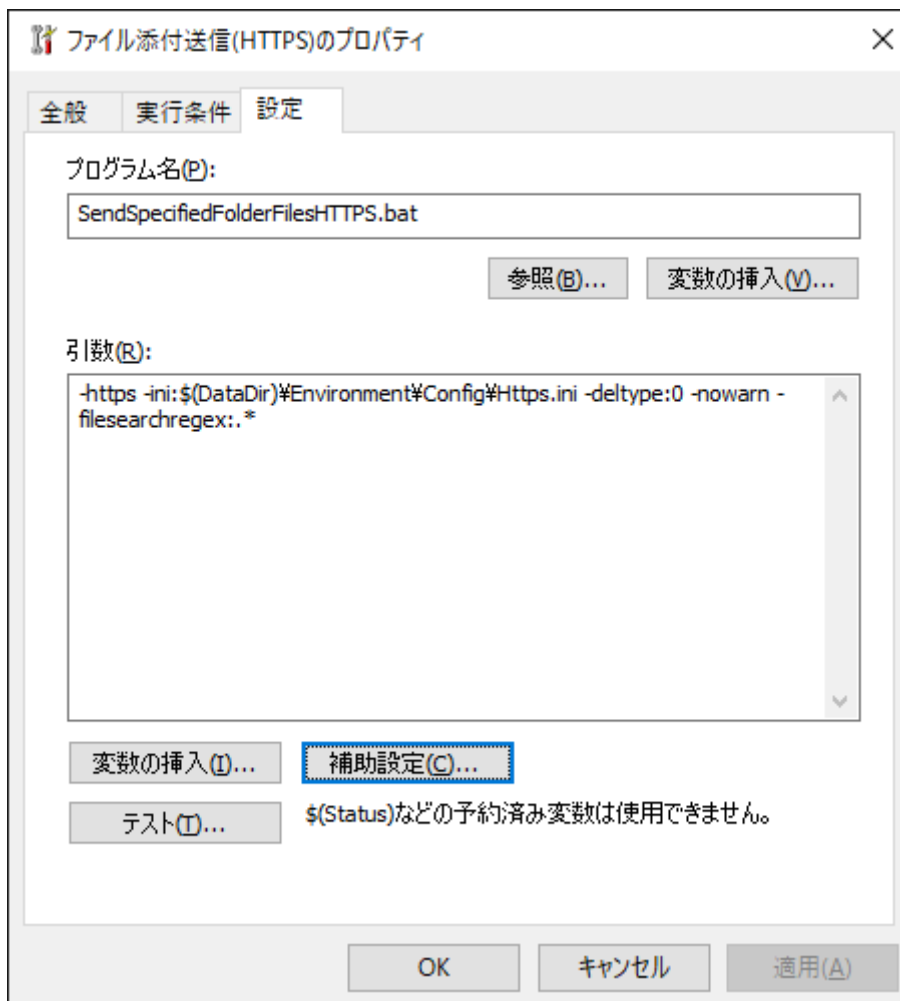 ファイル添付送信(HTTPS)のプロパティ
全般 実行条件 設定
プログラム名(P):
SendSpecifiedFolderFilesHTTPS.bat
参照(B)... 変数の挿入(V)...
引数(R):
-https -ini:$(DataDir)¥Environment¥Config¥Https.ini -deltype:0 -nowarn -
filesearchregex:.*
変数の挿入(I)... 補助設定(C)...
テスト(T)... $(Status)などの予約済み変数は使用できません。
OK キャンセル 適用(A)